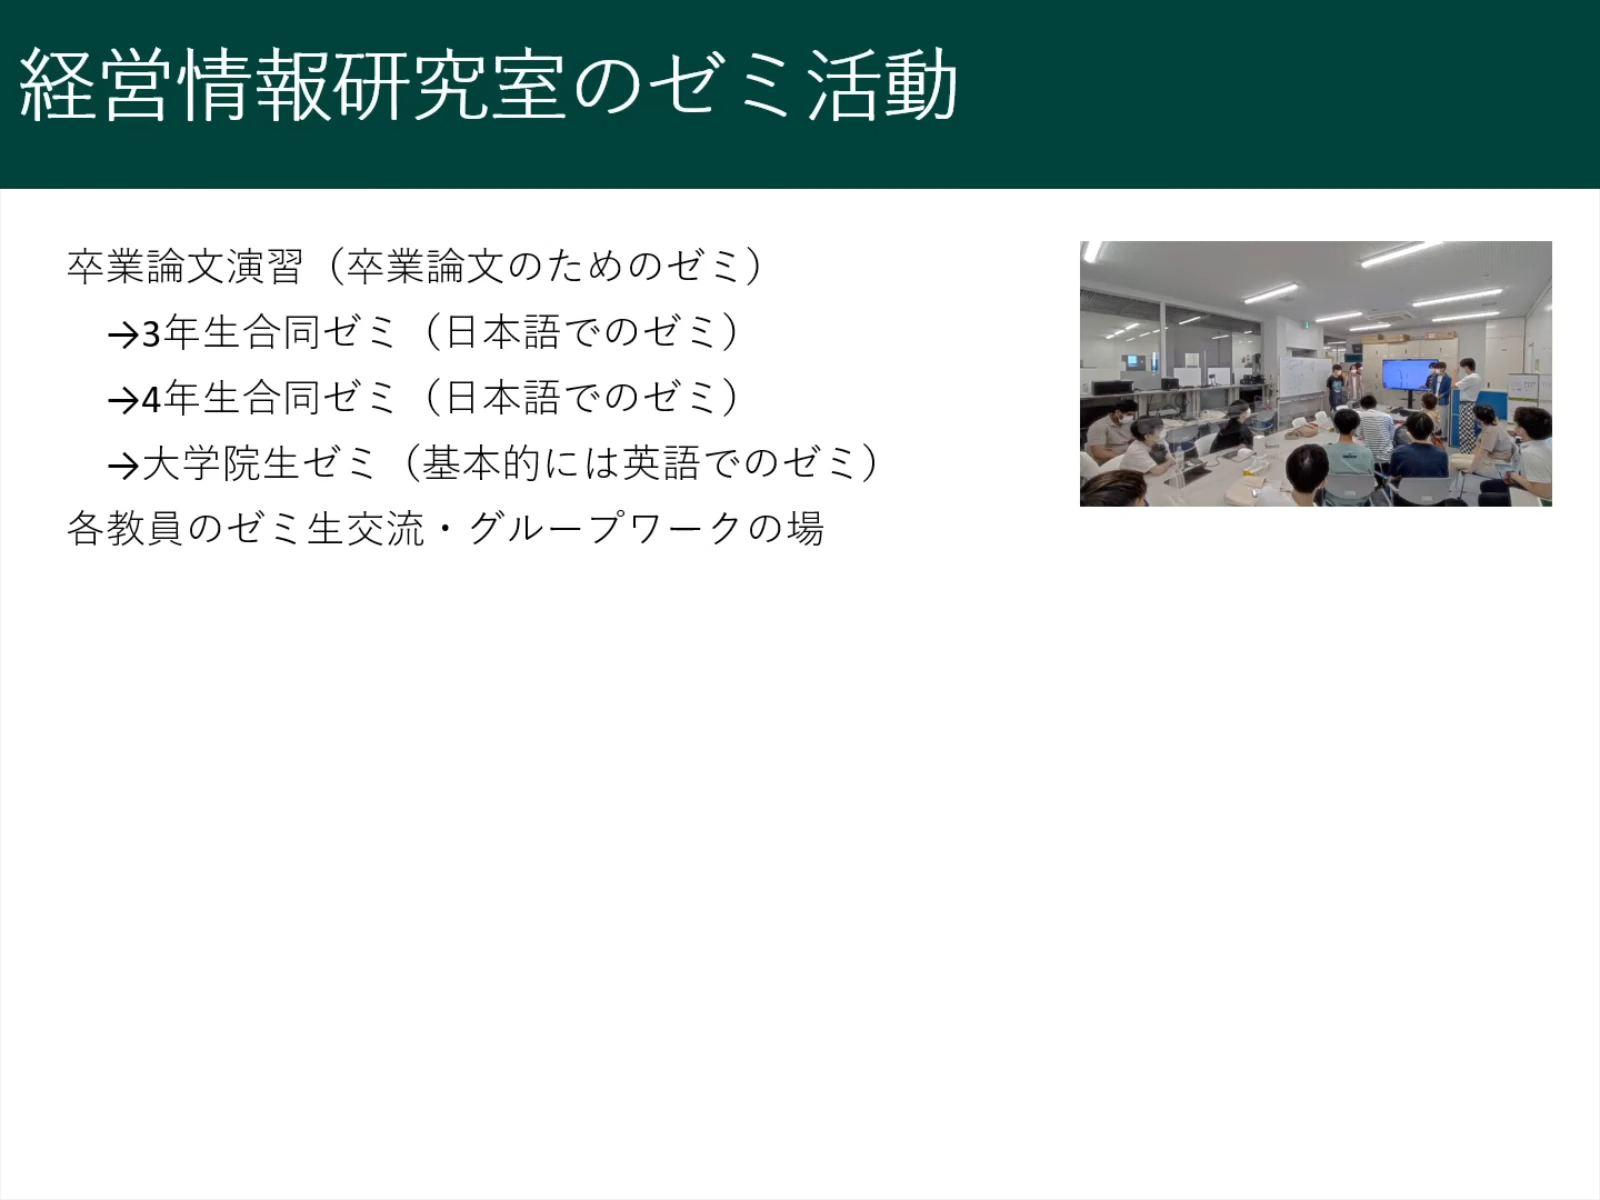 経営情報研究室のゼミ活動
卒業論文演習（卒業論文のためのゼミ）
→3年生合同ゼミ（日本語でのゼミ）
→4年生合同ゼミ（日本語でのゼミ）
→大学院生ゼミ（基本的には英語でのゼミ）
各教員のゼミ生交流・グループワークの場